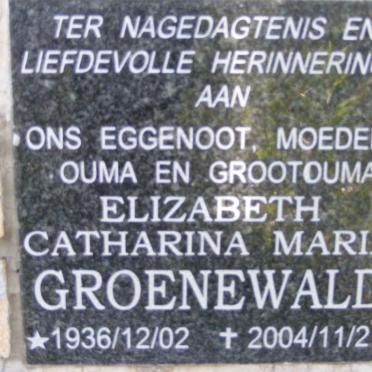 TER NAGEDAGTENIS EN
LIEFDEVOLLE HERINNERIN
AAN
ONS EGGENOOT, MOEDE
OUMA EN GROOTOUMA
ELIZABETH
CATHARINA MARI
GROENEWALD
★1936/12/02 ✝2004/11/2